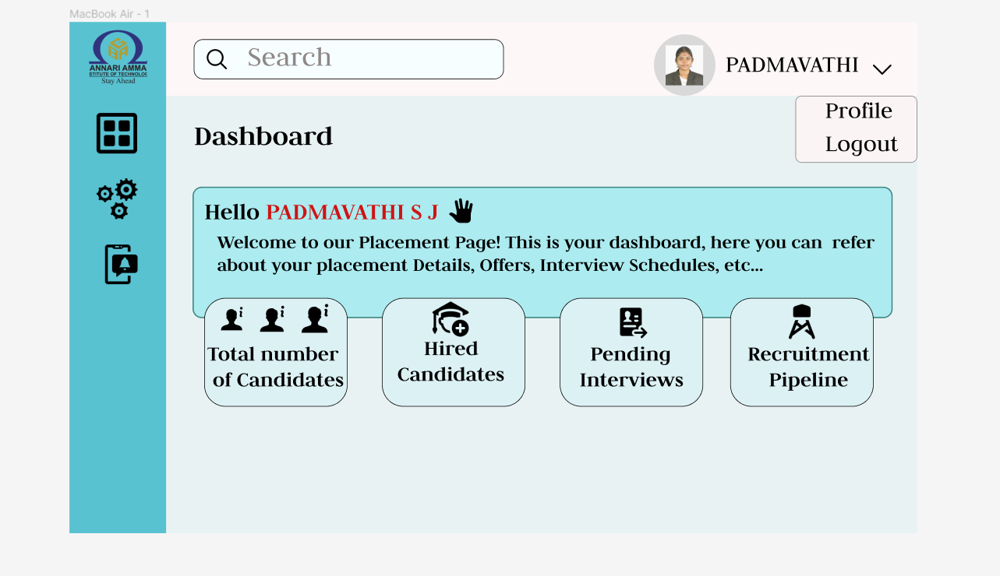 MacBook Air - 1
ANNARI AMMA
STITUTE OF TECHNOLOG
Stay Ahead
Search
PADMAVATHI
Profile
Logout
Dashboard
Hello PADMAVATHI S J
Welcome to our Placement Page! This is your dashboard, here you can refer
about your placement Details, Offers, Interview Schedules, etc...
Total number
of Candidates
Hired
Candidates
Pending
Interviews
Recruitment
Pipeline